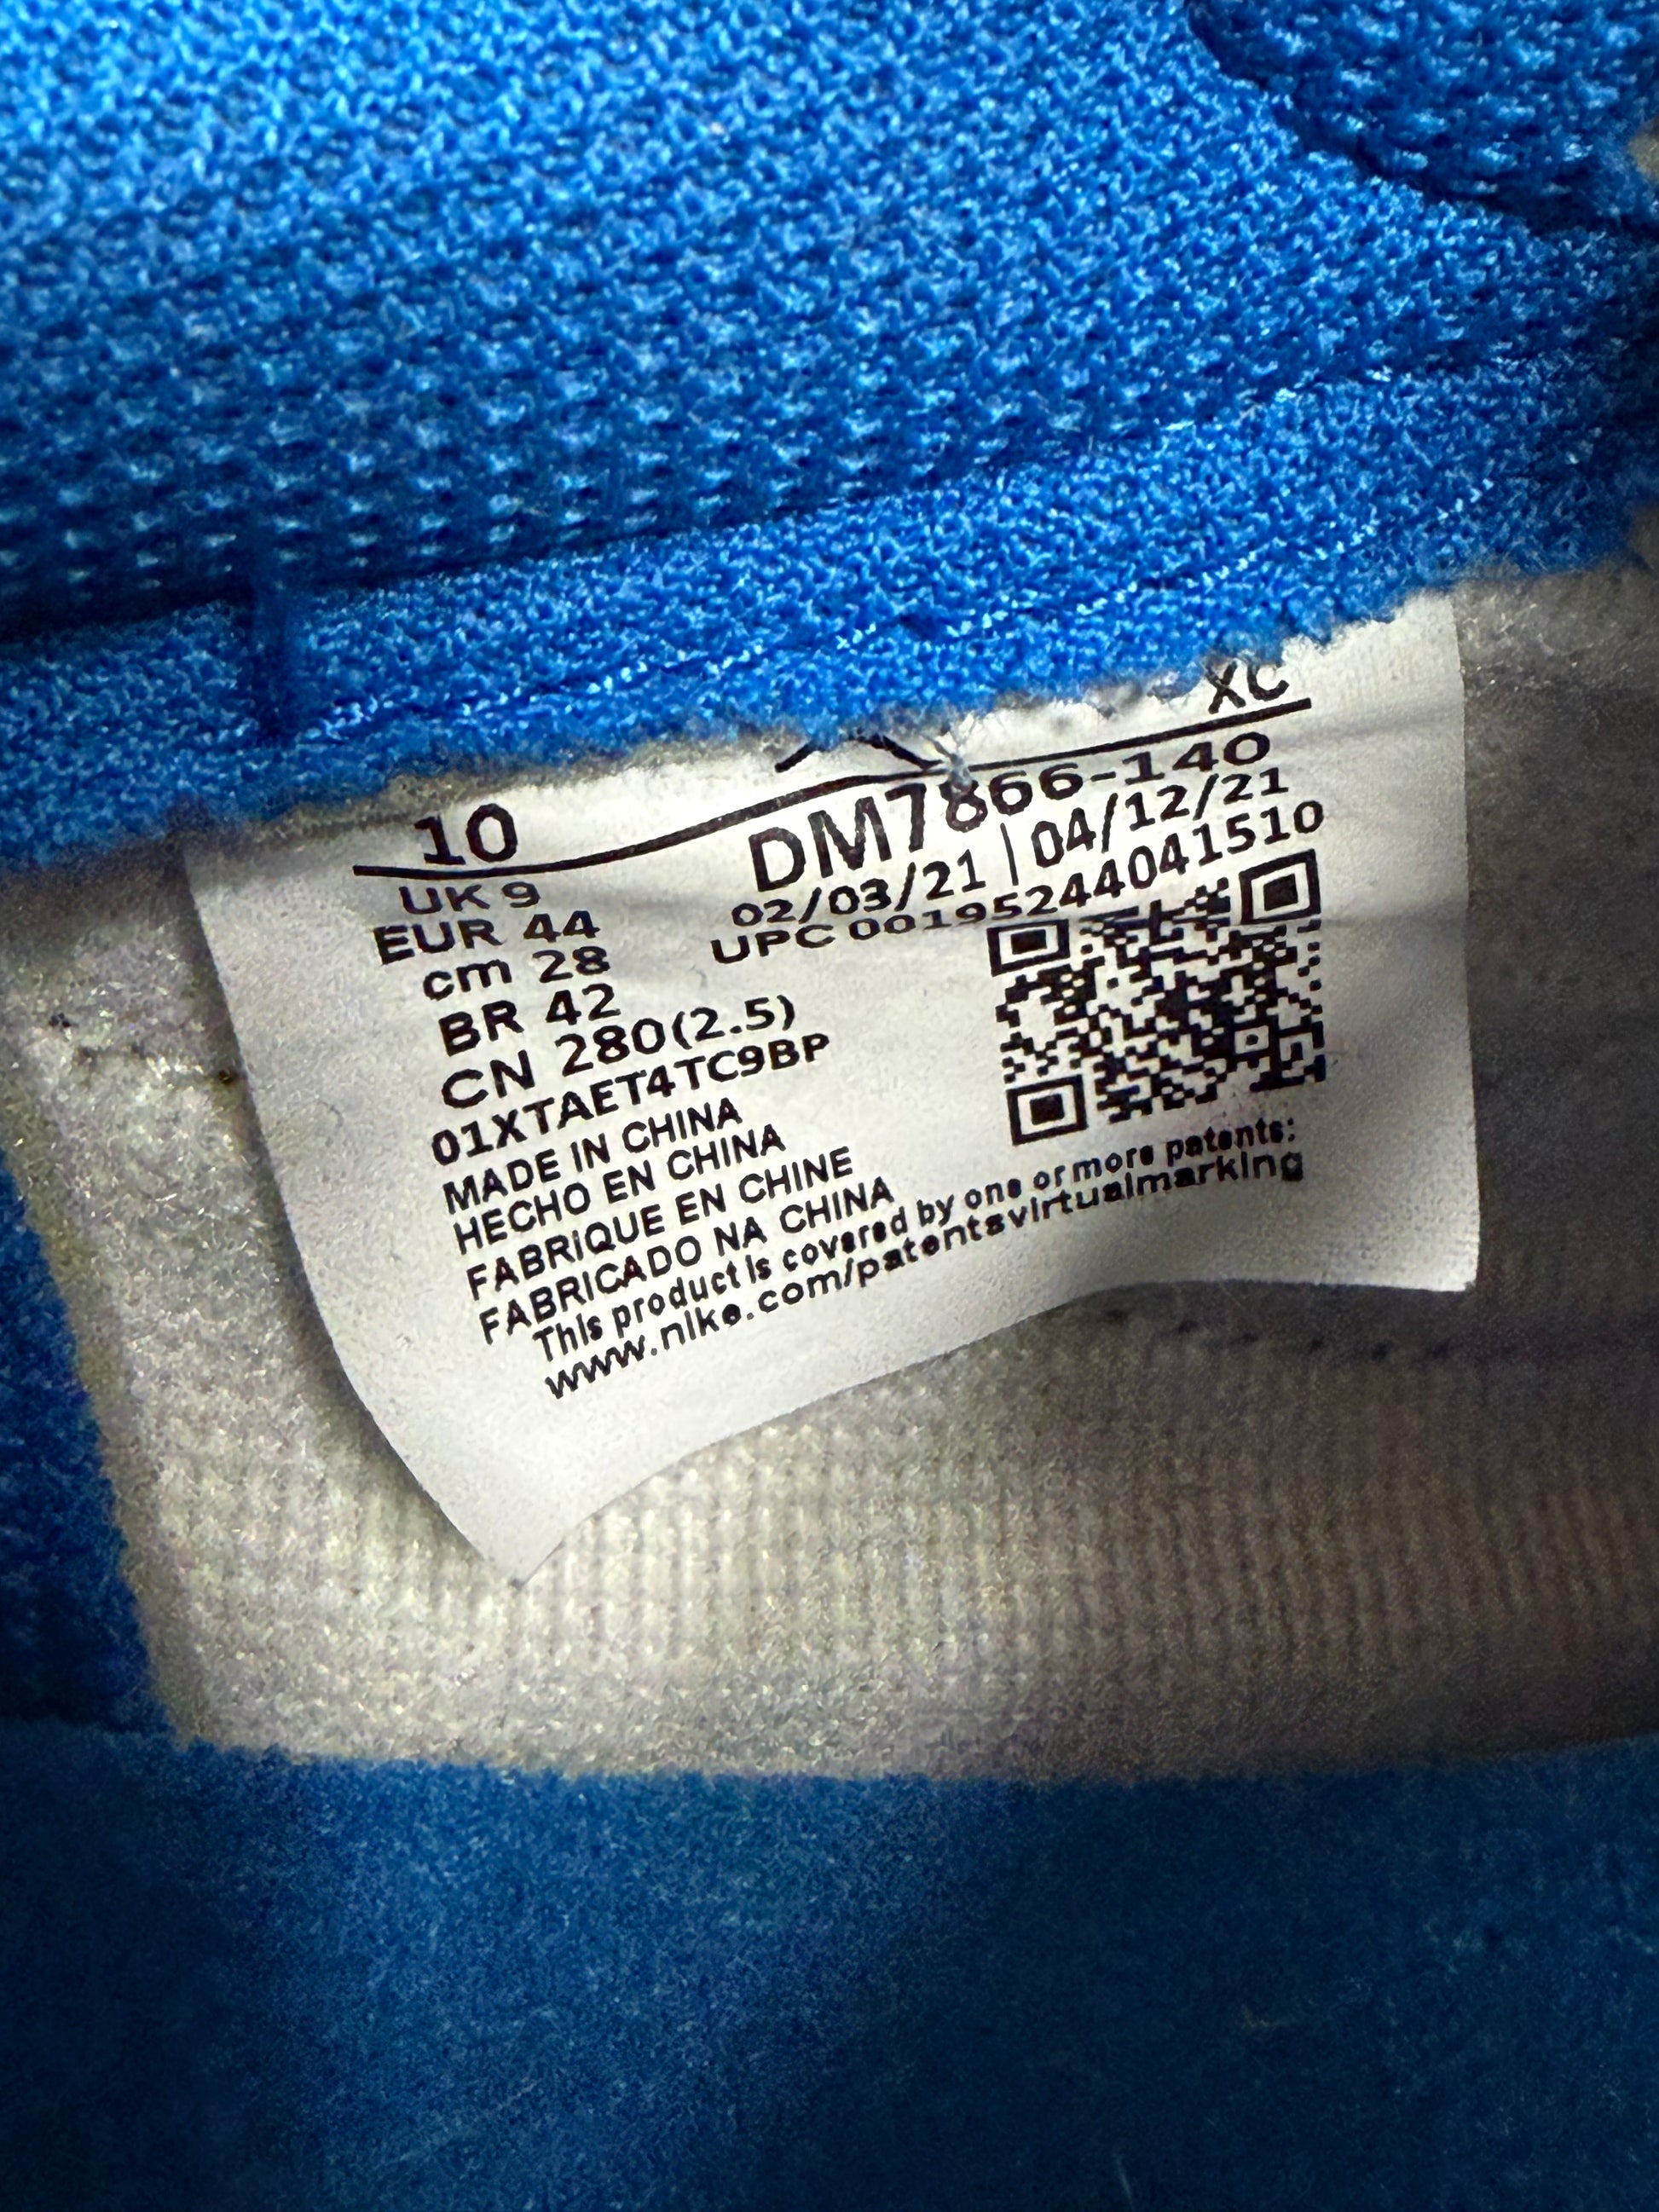 XC
10
DM7866-140
02/03/21 | 04/12/21
UPC 00195244041510
UK 9
EUR 44
cm 28
BR 42
CN 280(2.5)
01XTAET4TC9BP
MADE IN CHINA
HECHO EN CHINA
FABRIQUE EN CHINE
FABRICADO NA CHINA
This product is covered by one or more patents:
www.nike.com/patentsvirtualmarking